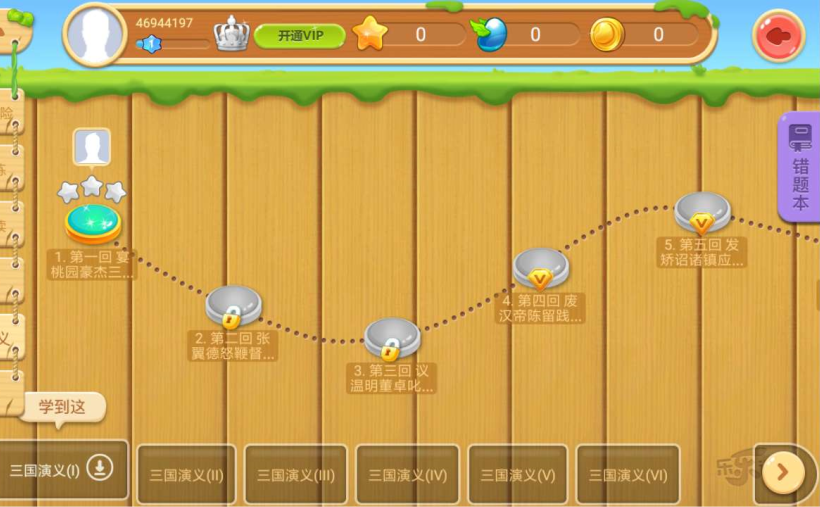 46944197
1
开通VIP
0
0
0
险
错题本
1. 第一回 宴
桃园豪杰三...
2. 第二回 张
翼德怒鞭督...
3. 第三回 议
温明董卓叱...
4. 第四回 废
汉帝陈留践...
5. 第五回 发
矫诏诸镇应...
读
义
学到这
三国演义(I)
三国演义(II)
三国演义(III)
三国演义(IV)
三国演义(V)
三国演义(VI)